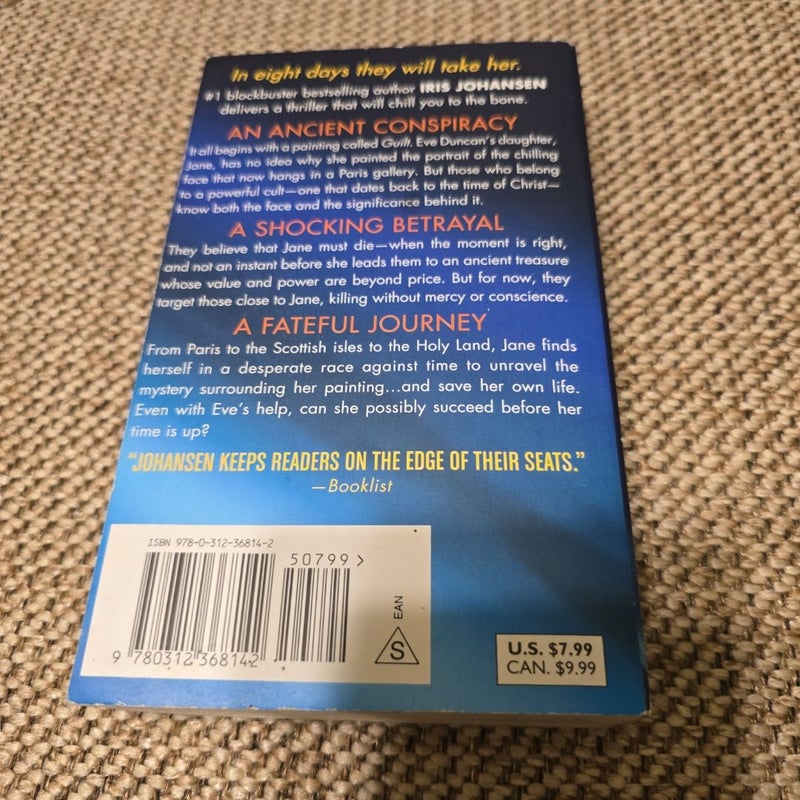 In eight days they will take her.
#1 blockbuster bestselling author IRIS JOHANSEN
delivers a thriller that will chill you to the bone.
AN ANCIENT CONSPIRACY
It all begins with a painting called Guilt. Eve Duncan's daughter,
Jane, has no idea why she painted the portrait of the chilling
face that now hangs in a Paris gallery. But those who belong
to a powerful cult—one that dates back to the time of Christ—
know both the face and the significance behind it.
A SHOCKING BETRAYAL
They believe that Jane must die—when the moment is right,
and not an instant before she leads them to an ancient treasure
whose value and power are beyond price. But for now, they
target those close to Jane, killing without mercy or conscience.
A FATEFUL JOURNEY
From Paris to the Scottish isles to the Holy Land, Jane finds
herself in a desperate race against time to unravel the
mystery surrounding her painting...and save her own life.
Even with Eve's help, can she possibly succeed before her
time is up?
"JOHANSEN KEEPS READERS ON THE EDGE OF THEIR SEATS."
—Booklist
ISBN 978-0-312-36814-2
50799>
9 780312 368142
EAN
S
U.S. $7.99
CAN. $9.99